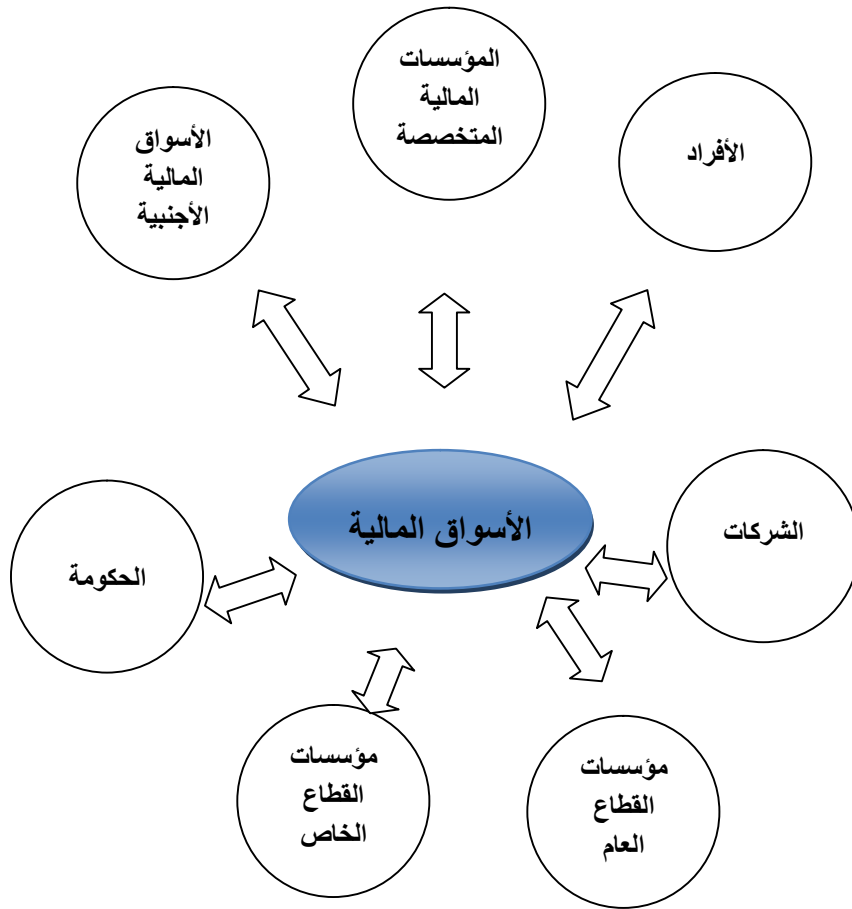 المؤسسات
المالية
المتخصصة
الأفراد
الأسواق
المالية
الأجنبية
الأسواق المالية
الشركات
الحكومة
مؤسسات
القطاع
العام
مؤسسات
القطاع
الخاص